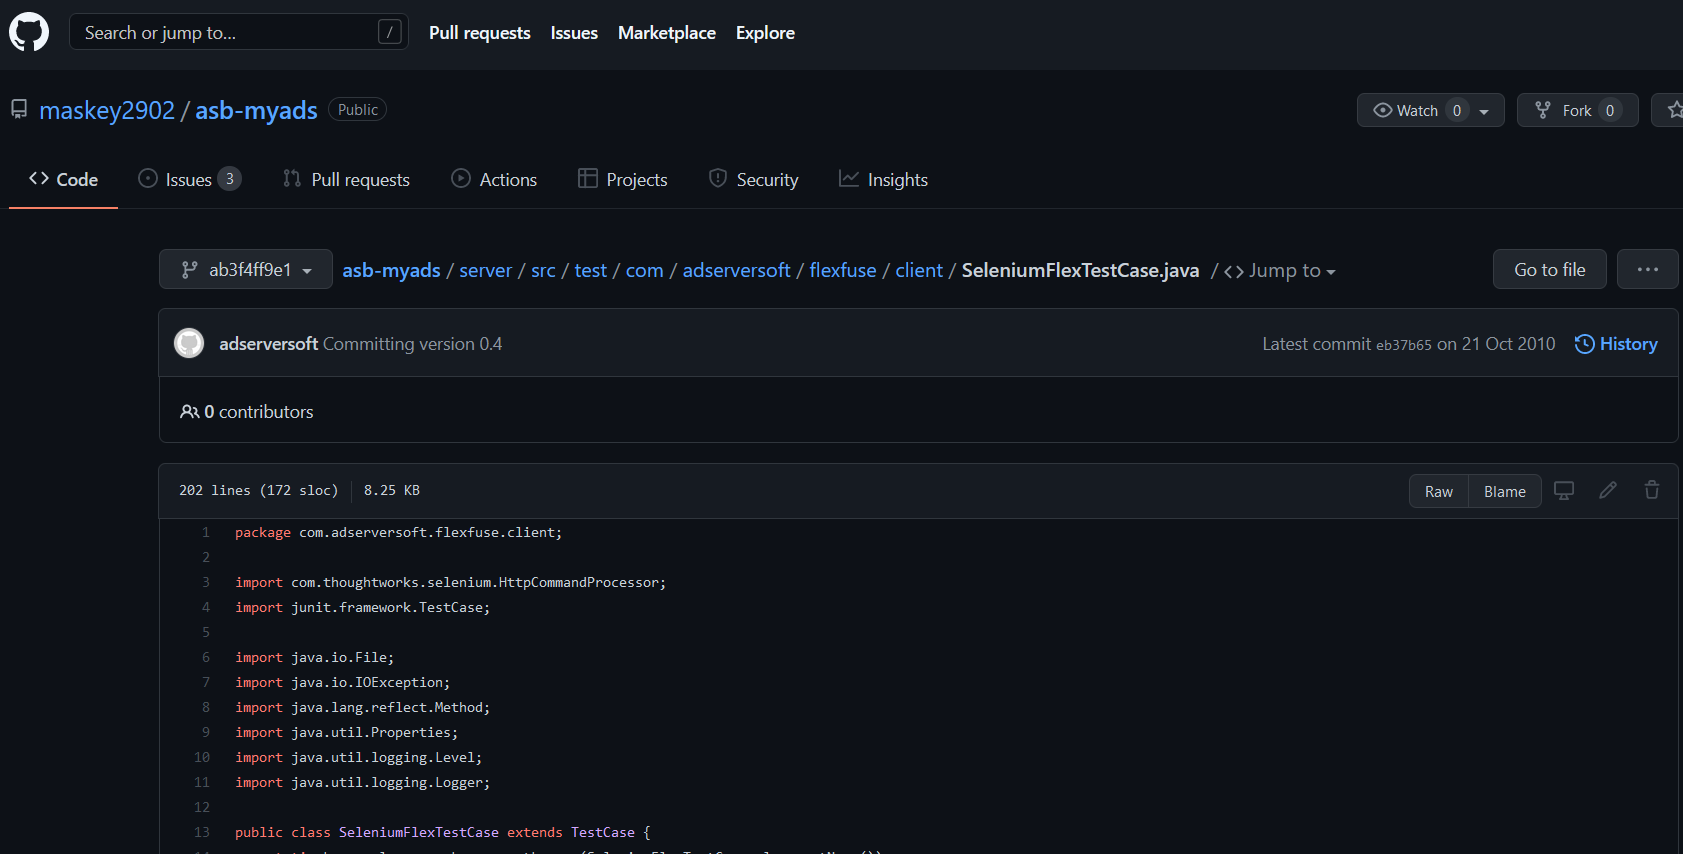 Search or jump to... /
Pull requests Issues Marketplace Explore
maskey2902 / asb-myads Public
Watch 0 Fork 0
Code Issues 3 Pull requests Actions Projects Security Insights
ab3f4ff9e1 asb-myads / server / src / test / com / adserversoft / flexfuse / client / SeleniumFlexTestCase.java / <> Jump to Go to file ...
adserversoft Committing version 0.4 Latest commit eb37b65 on 21 Oct 2010 History
0 contributors
202 lines (172 sloc) 8.25 KB Raw Blame
1 package com.adserversoft.flexfuse.client;
2
3 import com.thoughtworks.selenium.HttpCommandProcessor;
4 import junit.framework.TestCase;
5
6 import java.io.File;
7 import java.io.IOException;
8 import java.lang.reflect.Method;
9 import java.util.Properties;
10 import java.util.logging.Level;
11 import java.util.logging.Logger;
12
13 public class SeleniumFlexTestCase extends TestCase {